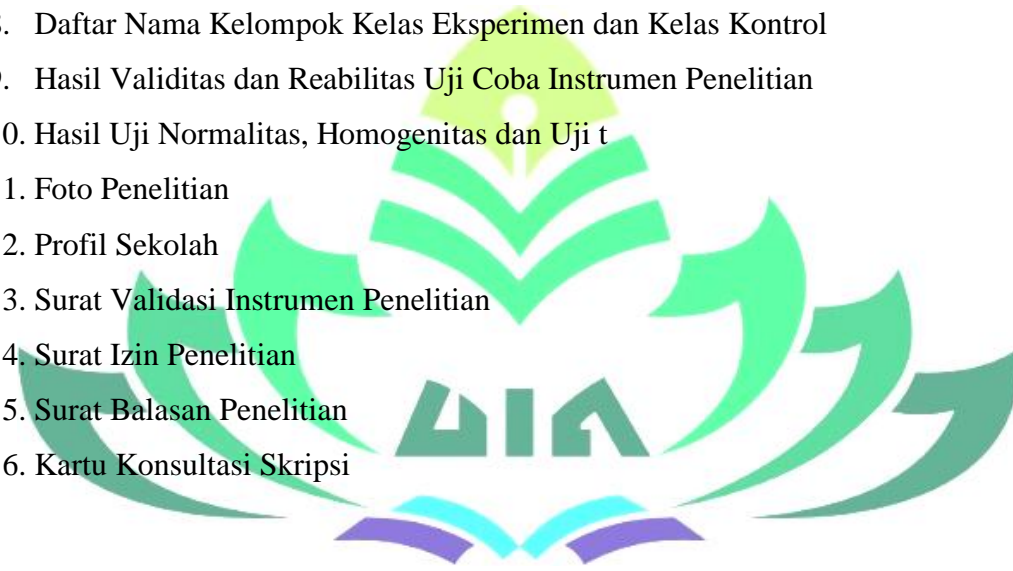 . Daftar Nama Kelompok Kelas Eksperimen dan Kelas Kontrol
. Hasil Validitas dan Reabilitas Uji Coba Instrumen Penelitian
0. Hasil Uji Normalitas, Homogenitas dan Uji t
1. Foto Penelitian
2. Profil Sekolah
3. Surat Validasi Instrumen Penelitian
4. Surat Izin Penelitian
5. Surat Balasan Penelitian
6. Kartu Konsultasi Skripsi
UIN